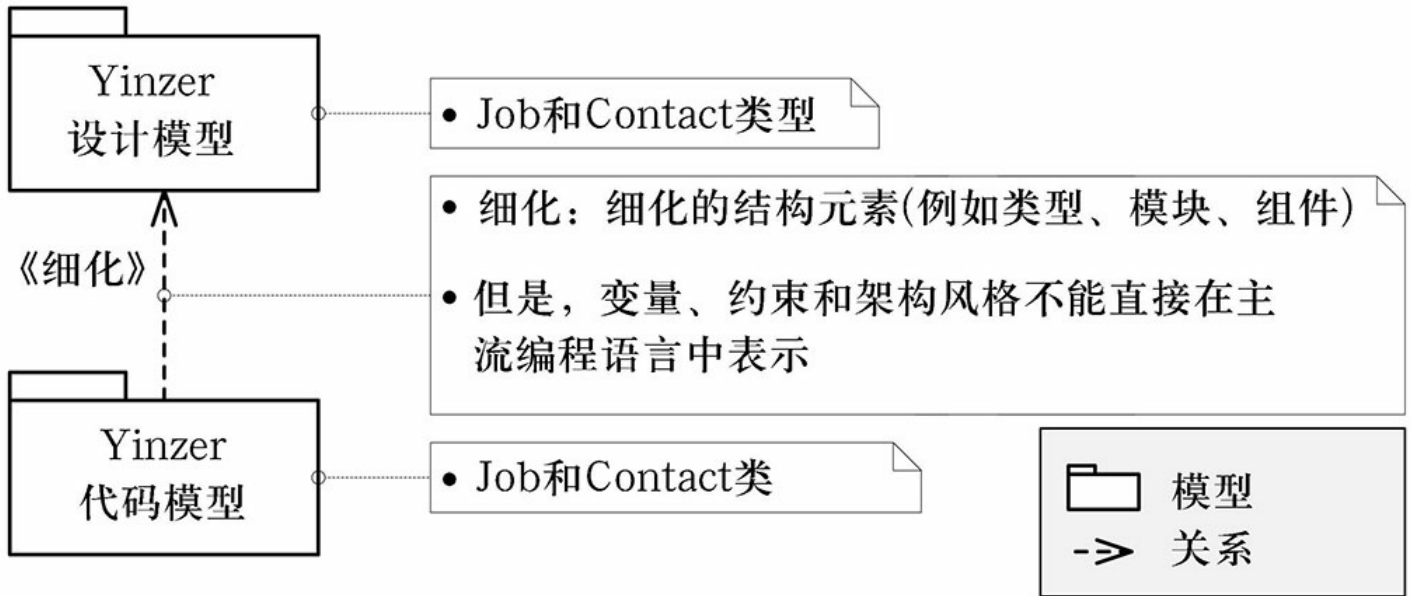 Yinzer
设计模型
• Job和Contact类型
• 细化：细化的结构元素(例如类型、模块、组件)
《细化》
• 但是，变量、约束和架构风格不能直接在主
流编程语言中表示
Yinzer
代码模型
• Job和Contact类
模型
关系